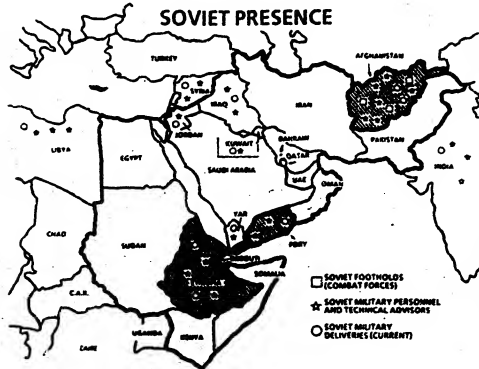 SOVIET PRESENCE
AFGHANISTAN
TURKEY
SYRIA
IRAQ
IRAN
JORDAN
PAKISTAN
KUWAIT
BAHRAIN
QATAR
LIBYA
EGYPT
SAUDI ARABIA
UAE
OMAN
INDIA
YAR
PDRY
CHAD
SUDAN
DJIBOUTI
SOMALIA
C.A.R.
UGANDA
KENYA
ZAIRE
SOVIET FOOTHOLDS
(COMBAT FORCES)
SOVIET MILITARY PERSONNEL
AND TECHNICAL ADVISORS
SOVIET MILITARY
DELIVERIES (CURRENT)